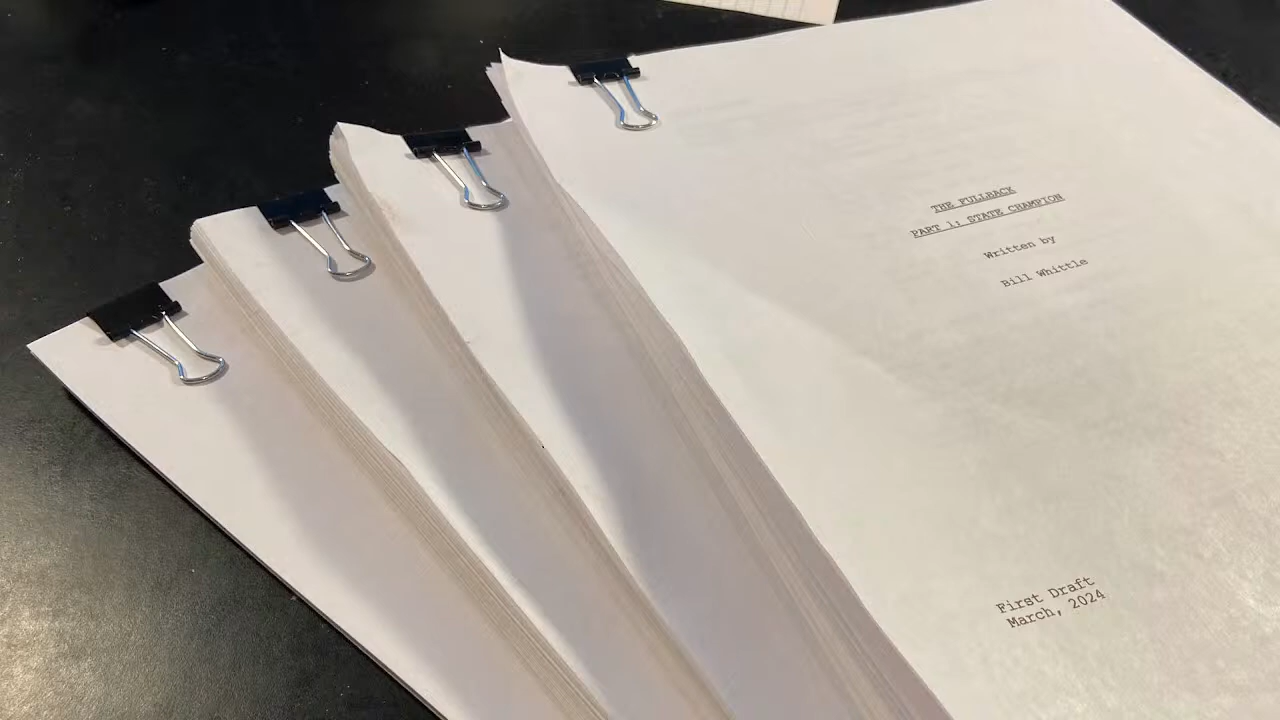 THE FULLBACK
PART 1: STATE CHAMPION
Written by
Bill Whittle
First Draft
March, 2024